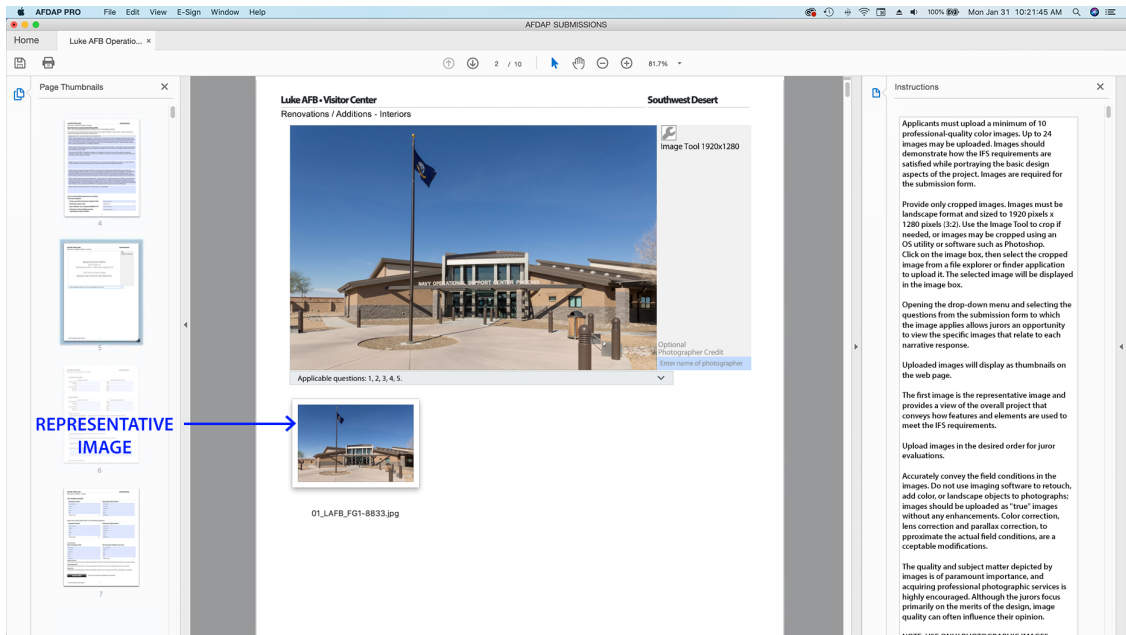 AFDAP PRO File Edit View E-Sign Window Help 100% Mon Jan 31 10:21:45 AM
AFDAP SUBMISSIONS
Home Luke AFB Operatio... ×
2 / 10 81.7%
Page Thumbnails
4
5
6
7
REPRESENTATIVE
IMAGE
Luke AFB • Visitor Center Southwest Desert
Renovations / Additions - Interiors
Image Tool 1920x1280
NAVY OPERATIONAL SUPPORT CENTER PHOENIX
Optional
Photographer Credit
Enter name of photographer
Applicable questions: 1, 2, 3, 4, 5.
01_LAFB_FG1-8833.jpg
Instructions
Applicants must upload a minimum of 10
professional-quality color images. Up to 24
images may be uploaded. Images should
demonstrate how the IFS requirements are
satisfied while portraying the basic design
aspects of the project. Images are required for
the submission form.
Provide only cropped images. Images must be
landscape format and sized to 1920 pixels x
1280 pixels (3:2). Use the Image Tool to crop if
needed, or images may be cropped using an
OS utility or software such as Photoshop.
Click on the image box, then select the cropped
image from a file explorer or finder application
to upload it. The selected image will be displayed
in the image box.
Opening the drop-down menu and selecting the
questions from the submission form to which
the image applies allows jurors an opportunity
to view the specific images that relate to each
narrative response.
Uploaded images will display as thumbnails on
the web page.
The first image is the representative image and
provides a view of the overall project that
conveys how features and elements are used to
meet the IFS requirements.
Upload images in the desired order for juror
evaluations.
Accurately convey the field conditions in the
images. Do not use imaging software to retouch,
add color, or landscape objects to photographs;
images should be uploaded as "true" images
without any enhancements. Color correction,
lens correction and parallax correction, to
pproximate the actual field conditions, are a
cceptable modifications.
The quality and subject matter depicted by
images is of paramount importance, and
acquiring professional photographic services is
highly encouraged. Although the jurors focus
primarily on the merits of the design, image
quality can often influence their opinion.
NOTE: USE ONLY PHOTOGRAPHIC IMAGES